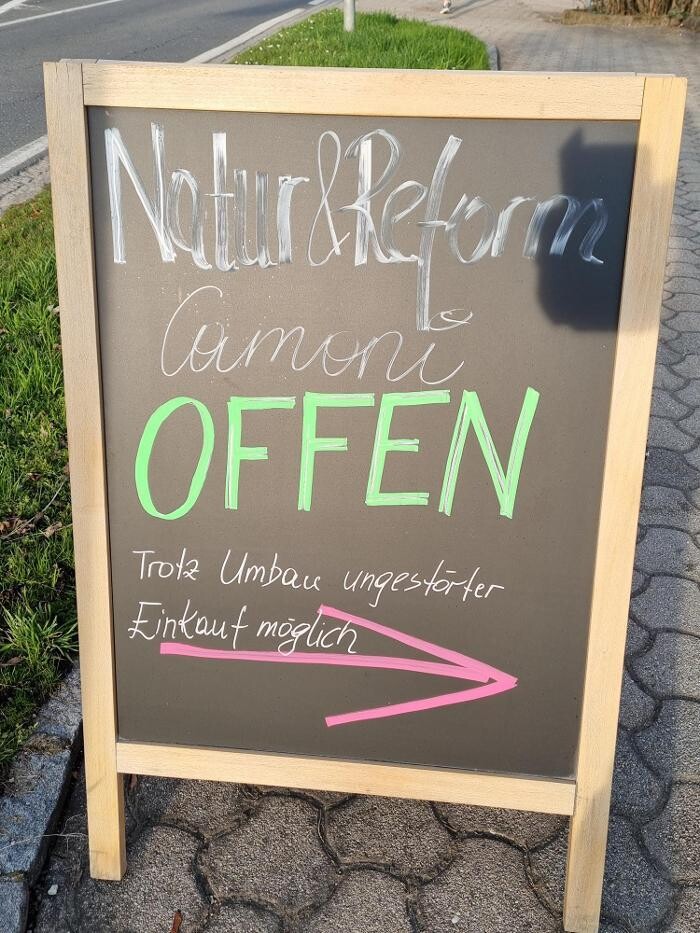 Natur & Reform
Camoni
OFFEN
Trotz Umbau ungestörter
Einkauf möglich